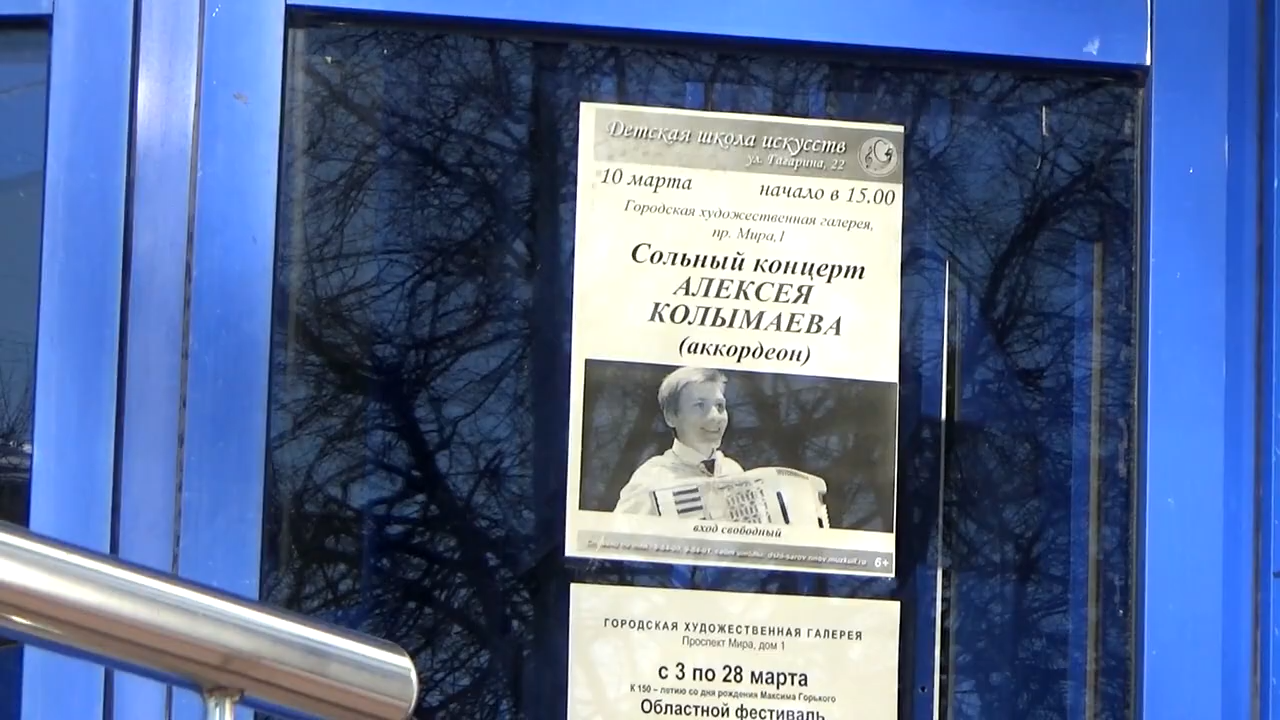 Детская школа искусств
ул. Гагарина, 22
10 марта начало в 15.00
Городская художественная галерея,
пр. Мира,1
Сольный концерт
АЛЕКСЕЯ
КОЛЫМАЕВА
(аккордеон)
вход свободный
6+
ГОРОДСКАЯ ХУДОЖЕСТВЕННАЯ ГАЛЕРЕЯ
Проспект Мира, дом 1
с 3 по 28 марта
К 150 – летию со дня рождения Максима Горького
Областной фестиваль